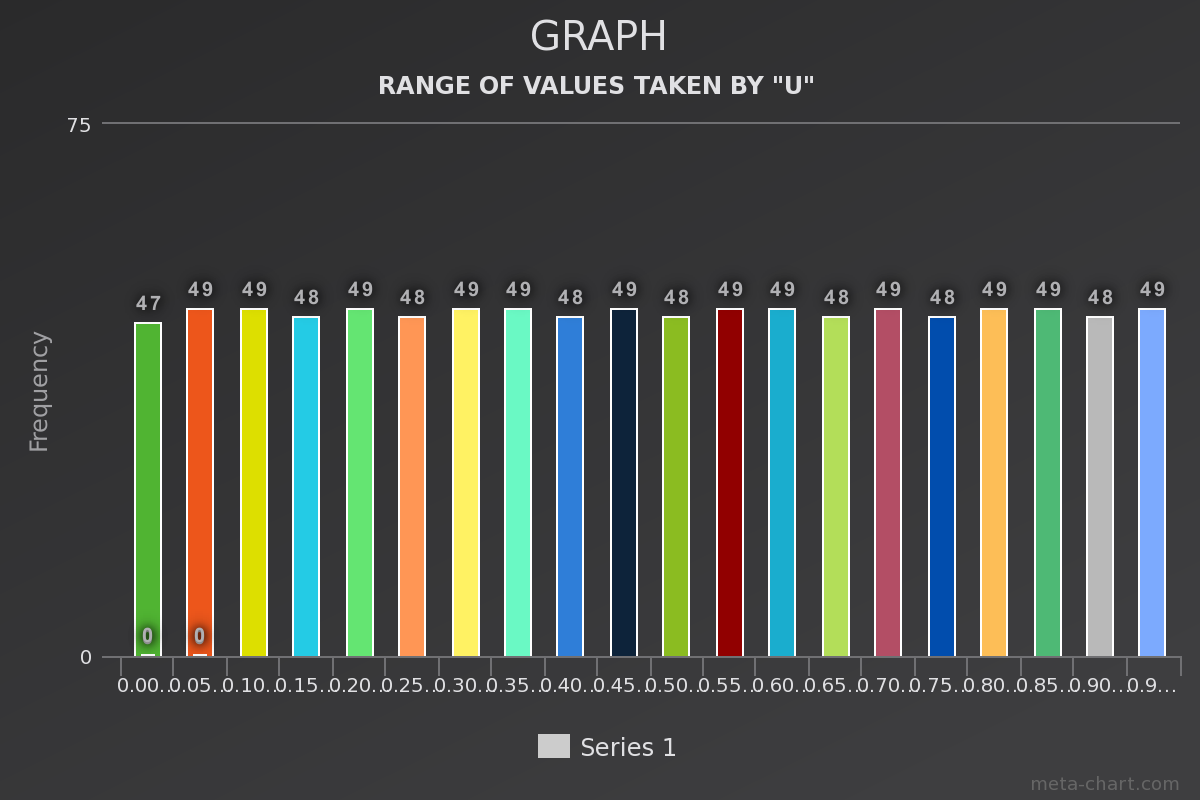 GRAPH
RANGE OF VALUES TAKEN BY "U"
75
47 49 49 48 49 48 49 49 48 49 48 49 49 48 49 48 49 49 48 49
Frequency
0 0
0
0.00... 0.05... 0.10... 0.15... 0.20... 0.25... 0.30... 0.35... 0.40... 0.45... 0.50... 0.55... 0.60... 0.65... 0.70... 0.75... 0.80... 0.85... 0.90... 0.9...
Series 1
meta-chart.com